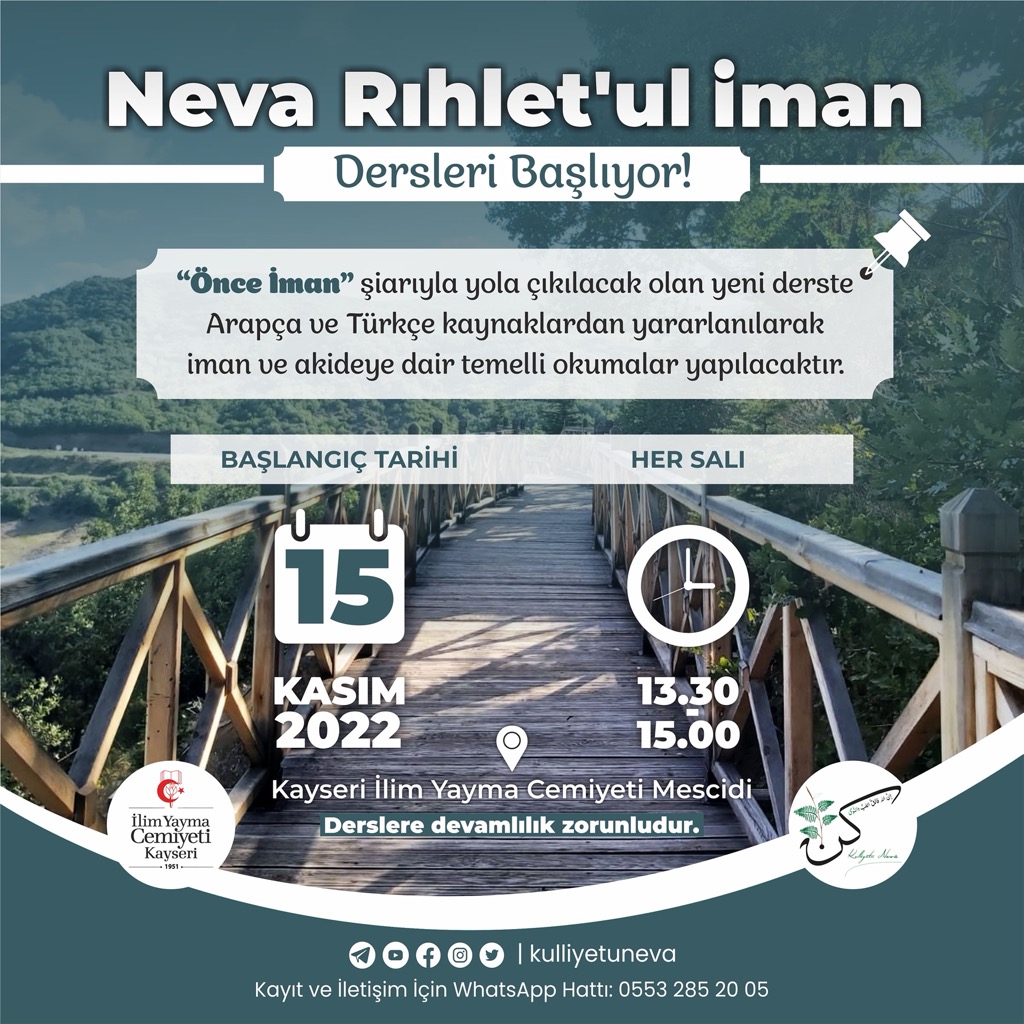 Neva Rıhlet'ul İman
Dersleri Başlıyor!
“Önce İman” şiarıyla yola çıkılacak olan yeni derste
Arapça ve Türkçe kaynaklardan yararlanılarak
iman ve akideye dair temelli okumalar yapılacaktır.
BAŞLANGIÇ TARİHİ
HER SALI
15
KASIM
2022
13.30
-
15.00
Kayseri İlim Yayma Cemiyeti Mescidi
Derslere devamlılık zorunludur.
İlim Yayma
Cemiyeti
Kayseri
- 1951 -
Kulliyetu Neva
| kulliyetuneva
Kayıt ve İletişim İçin WhatsApp Hattı: 0553 285 20 05